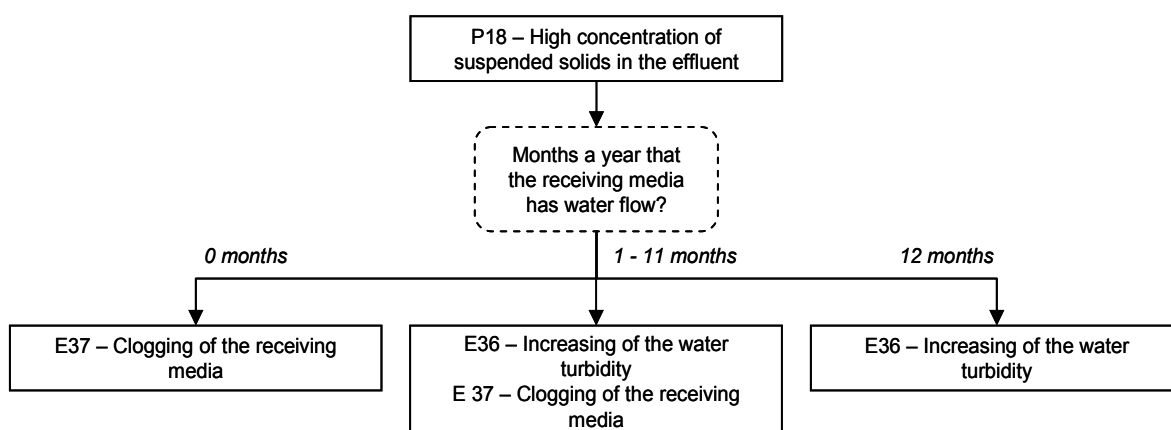 P18 – High concentration of
suspended solids in the effluent
Months a year that
the receiving media
has water flow?
0 months
1 - 11 months
12 months
E37 – Clogging of the receiving
media
E36 – Increasing of the water
turbidity
E 37 – Clogging of the receiving
media
E36 – Increasing of the water
turbidity